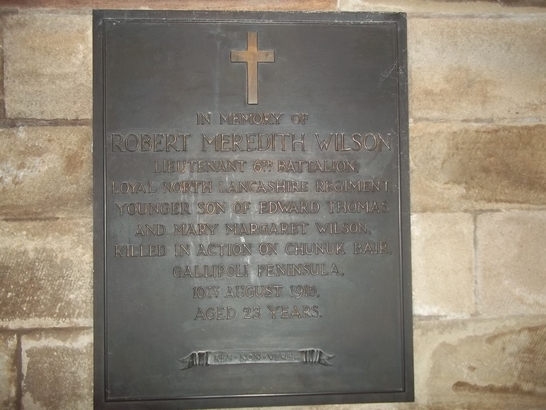 IN MEMORY OF
ROBERT MEREDITH WILSON
LIEUTENANT 6TH BATTALION,
LOYAL NORTH LANCASHIRE REGIMENT,
YOUNGER SON OF EDWARD THOMAS
AND MARY MARGARET WILSON.
KILLED IN ACTION ON CHUNUK BAIR,
GALLIPOLI PENINSULA,
10TH AUGUST 1915,
AGED 23 YEARS.
NON